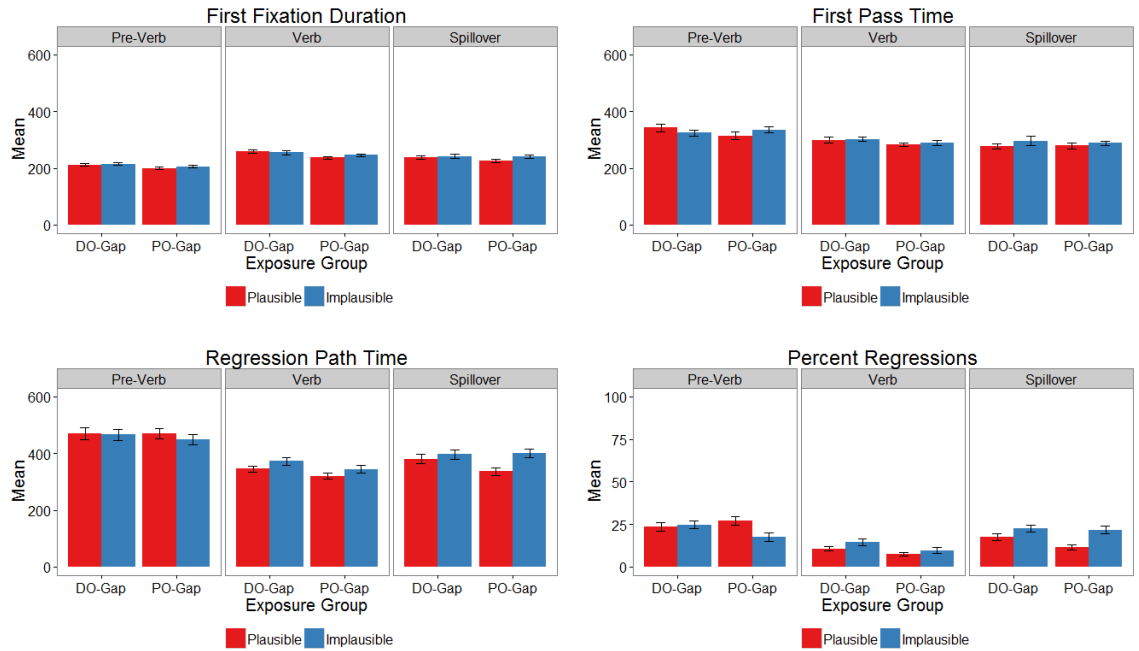 First Fixation Duration
Pre-Verb Verb Spillover
600
400
200
0
Mean
DO-Gap PO-Gap DO-Gap PO-Gap DO-Gap PO-Gap
Exposure Group
Plausible Implausible
First Pass Time
Pre-Verb Verb Spillover
600
400
200
0
Mean
DO-Gap PO-Gap DO-Gap PO-Gap DO-Gap PO-Gap
Exposure Group
Plausible Implausible
Regression Path Time
Pre-Verb Verb Spillover
600
400
200
0
Mean
DO-Gap PO-Gap DO-Gap PO-Gap DO-Gap PO-Gap
Exposure Group
Plausible Implausible
Percent Regressions
Pre-Verb Verb Spillover
100
75
50
25
0
Mean
DO-Gap PO-Gap DO-Gap PO-Gap DO-Gap PO-Gap
Exposure Group
Plausible Implausible